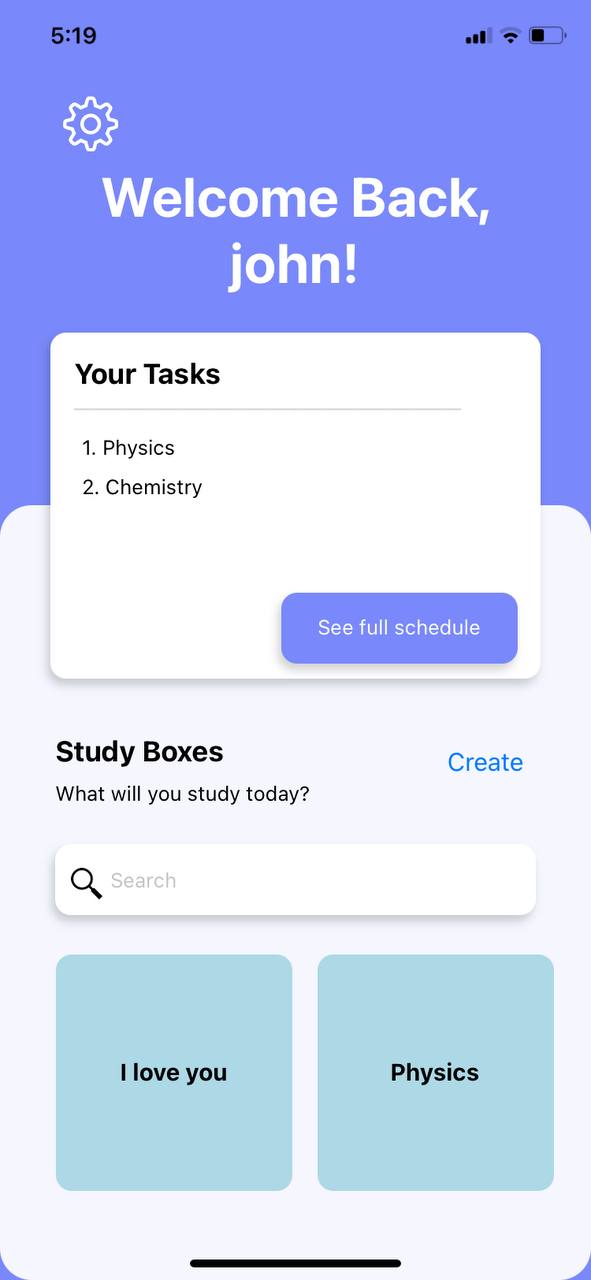 5:19
Welcome Back,
john!
Your Tasks
1. Physics
2. Chemistry
See full schedule
Study Boxes
Create
What will you study today?
Search
I love you
Physics